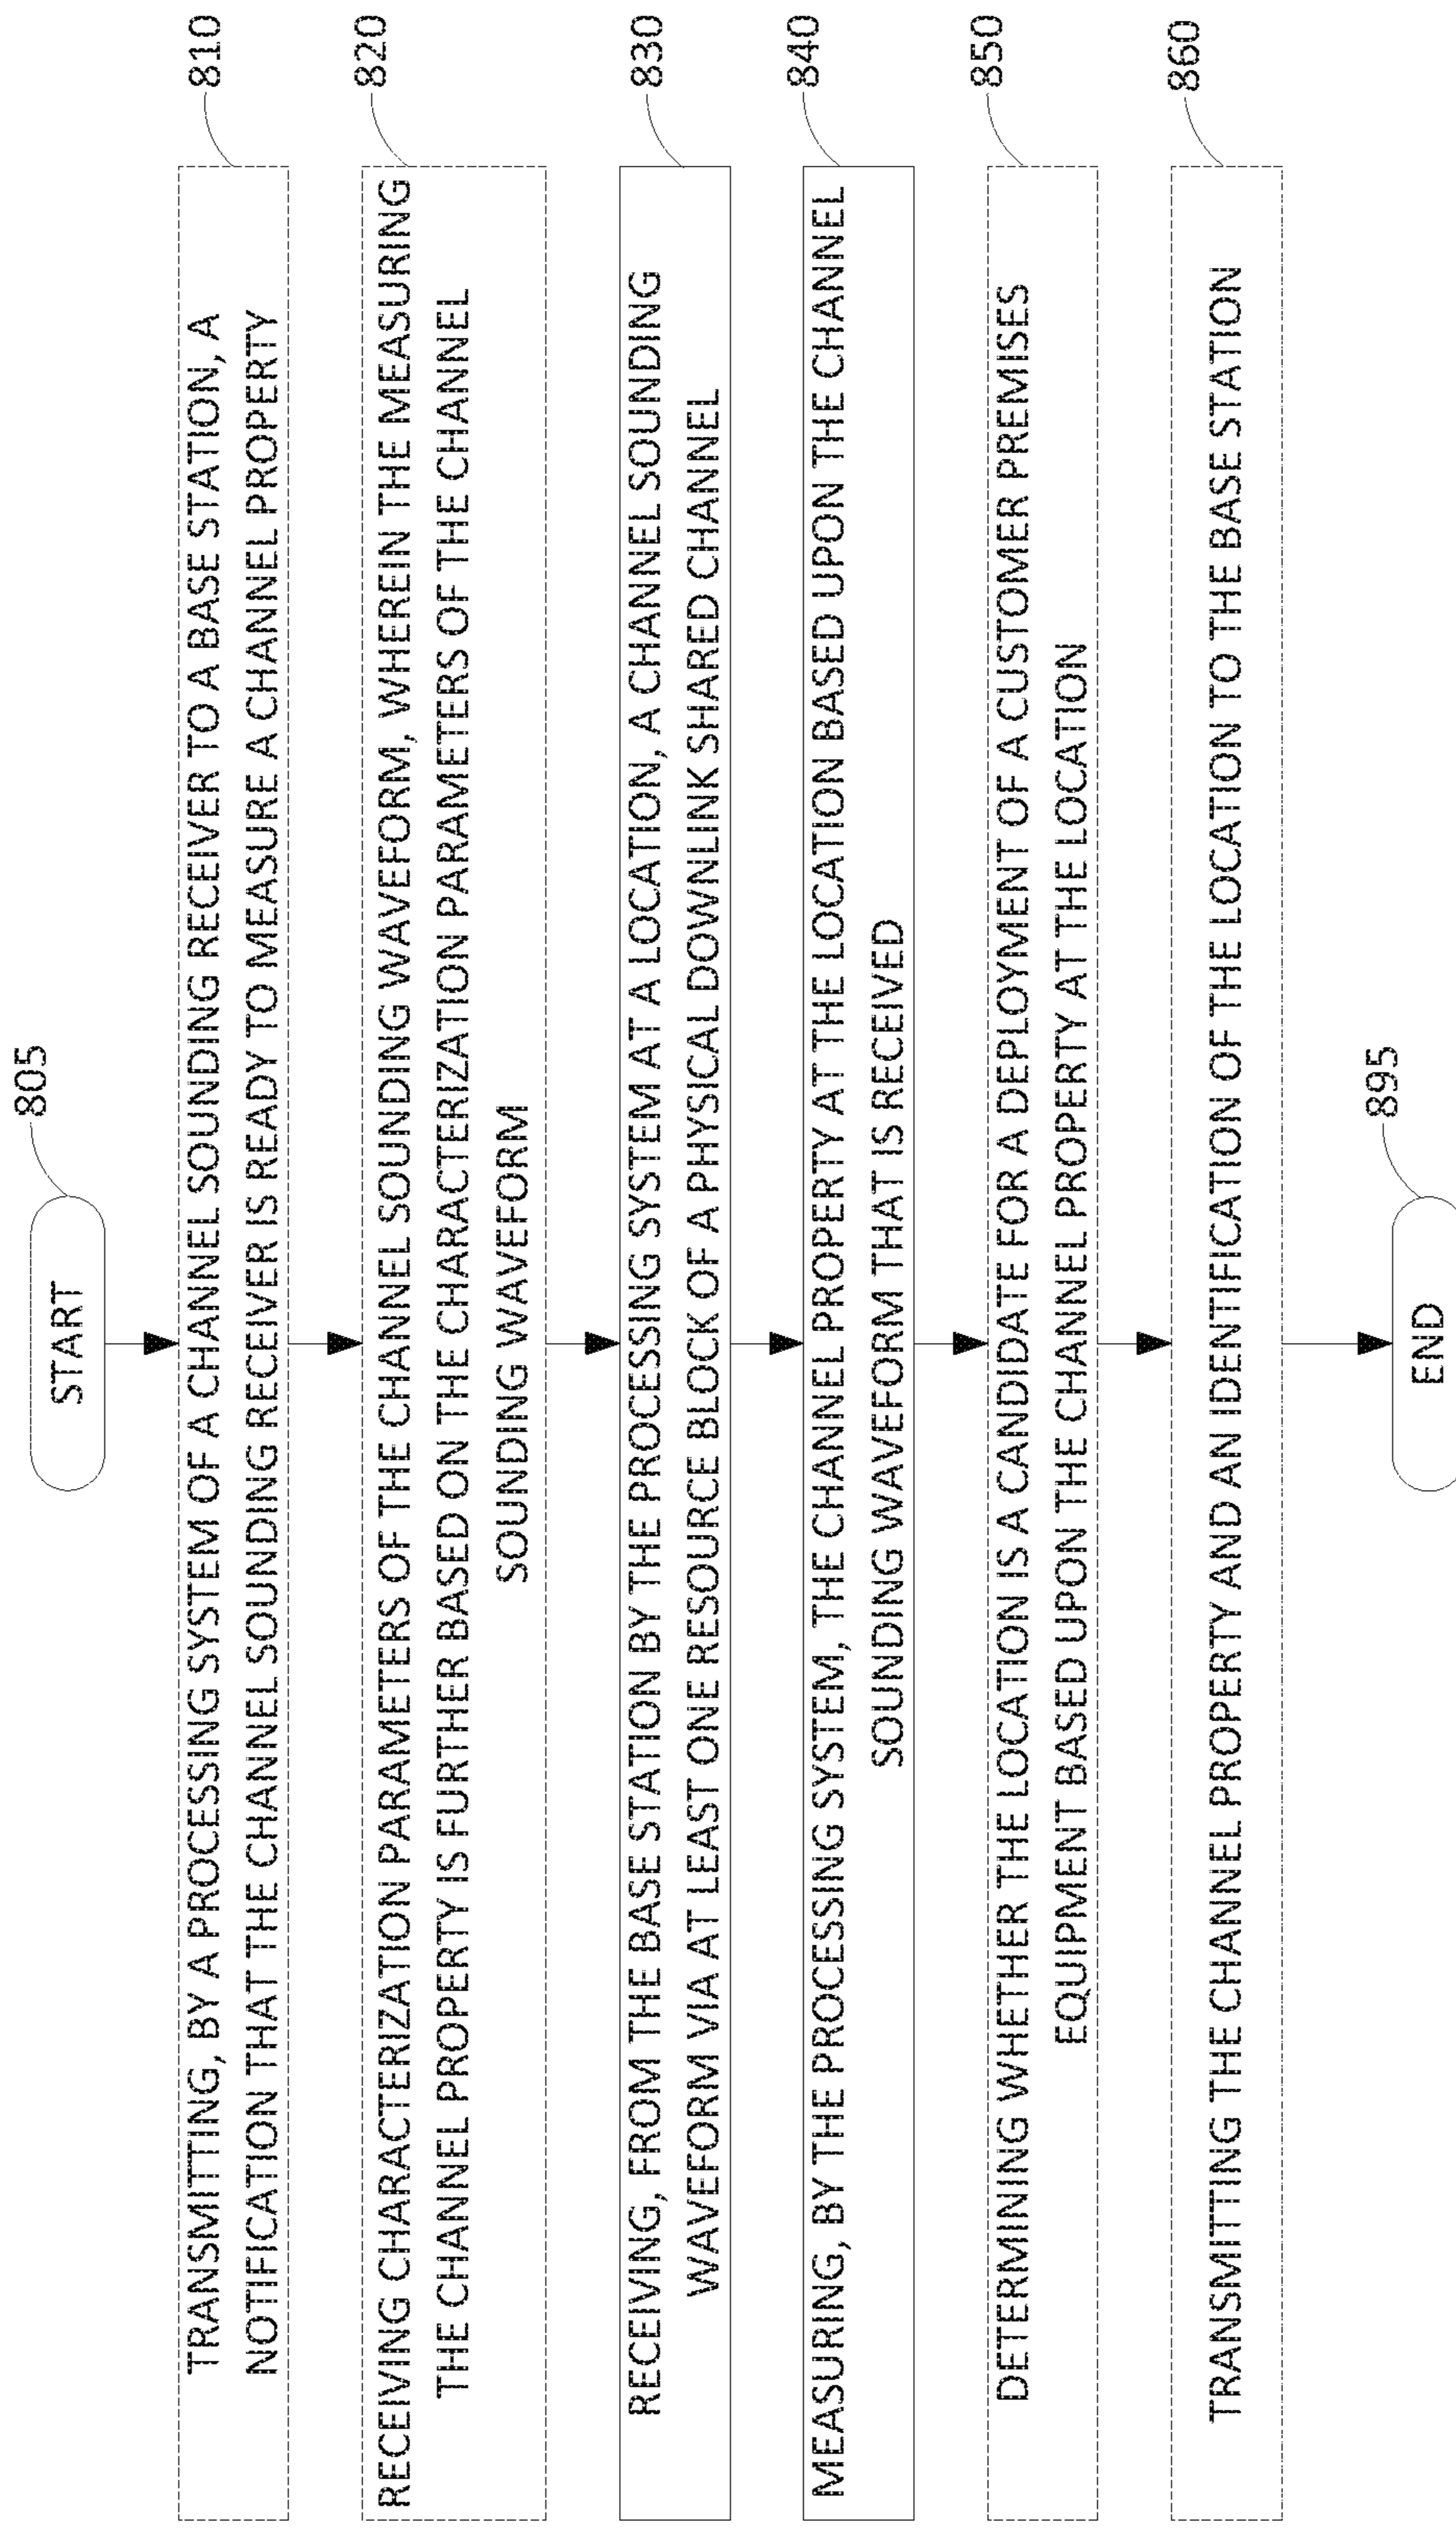 805
START
810
TRANSMITTING, BY A PROCESSING SYSTEM OF A CHANNEL SOUNDING RECEIVER TO A BASE STATION, A
NOTIFICATION THAT THE CHANNEL SOUNDING RECEIVER IS READY TO MEASURE A CHANNEL PROPERTY
820
RECEIVING CHARACTERIZATION PARAMETERS OF THE CHANNEL SOUNDING WAVEFORM, WHEREIN THE MEASURING
THE CHANNEL PROPERTY IS FURTHER BASED ON THE CHARACTERIZATION PARAMETERS OF THE CHANNEL
SOUNDING WAVEFORM
830
RECEIVING, FROM THE BASE STATION BY THE PROCESSING SYSTEM AT A LOCATION, A CHANNEL SOUNDING
WAVEFORM VIA AT LEAST ONE RESOURCE BLOCK OF A PHYSICAL DOWNLINK SHARED CHANNEL
840
MEASURING, BY THE PROCESSING SYSTEM, THE CHANNEL PROPERTY AT THE LOCATION BASED UPON THE CHANNEL
SOUNDING WAVEFORM THAT IS RECEIVED
850
DETERMINING WHETHER THE LOCATION IS A CANDIDATE FOR A DEPLOYMENT OF A CUSTOMER PREMISES
EQUIPMENT BASED UPON THE CHANNEL PROPERTY AT THE LOCATION
860
TRANSMITTING THE CHANNEL PROPERTY AND AN IDENTIFICATION OF THE LOCATION TO THE BASE STATION
895
END